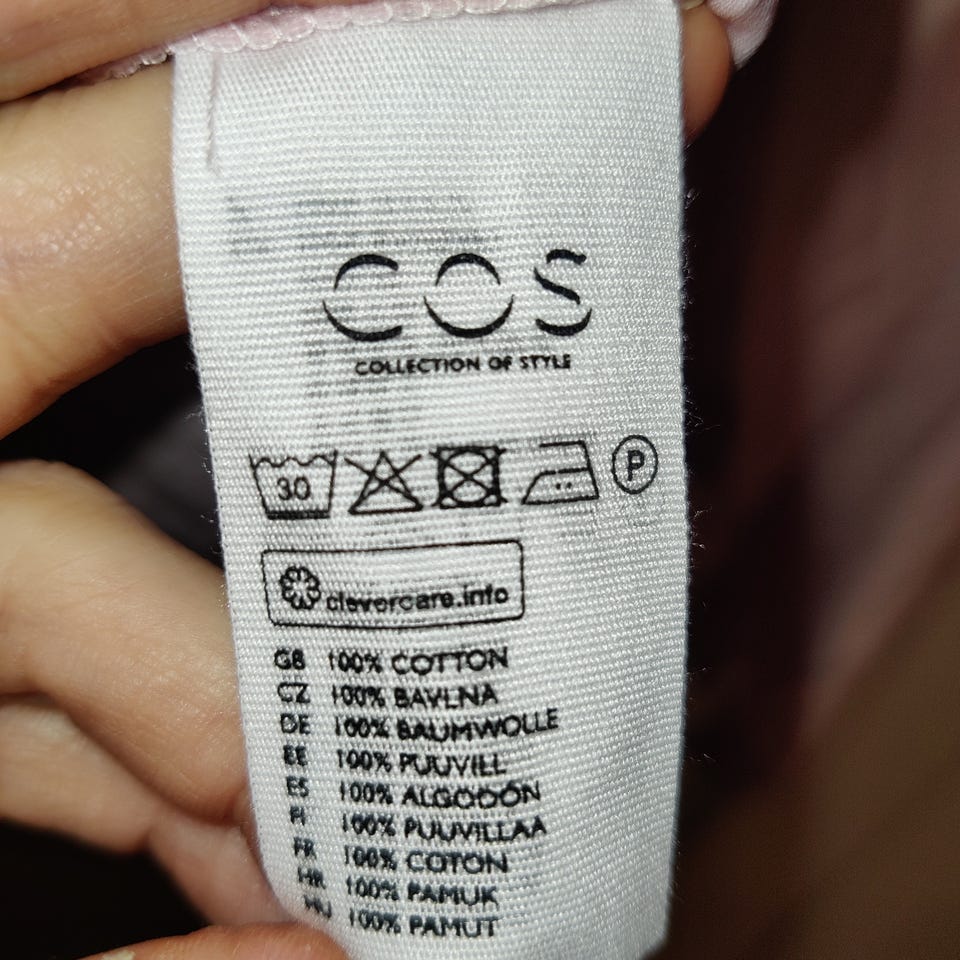 COS
COLLECTION OF STYLE
30 P
clevercare.info
GB 100% COTTON
CZ 100% BAVLNA
DE 100% BAUMWOLLE
EE 100% PUUVILL
ES 100% ALGODÓN
FI 100% PUUVILLAA
FR 100% COTON
HR 100% PAMUK
HU 100% PAMUT